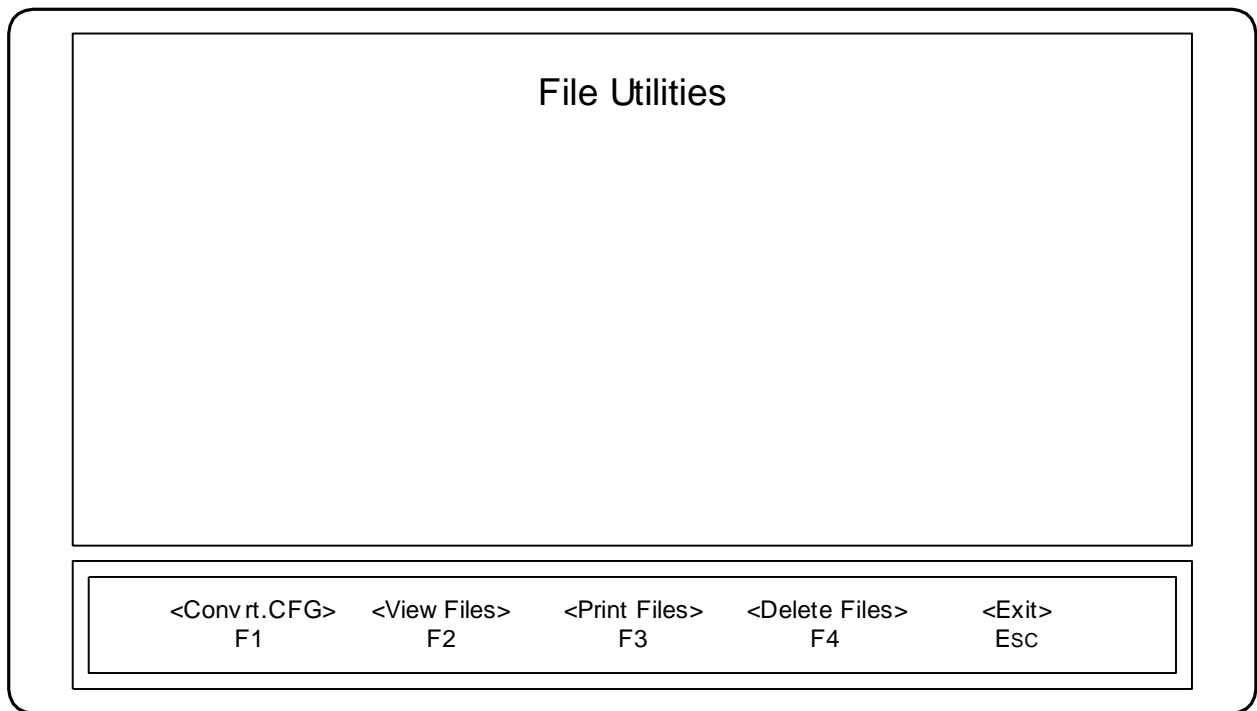 File Utilities
<Convrt.CFG> <View Files> <Print Files> <Delete Files> <Exit>
F1 F2 F3 F4 ESC